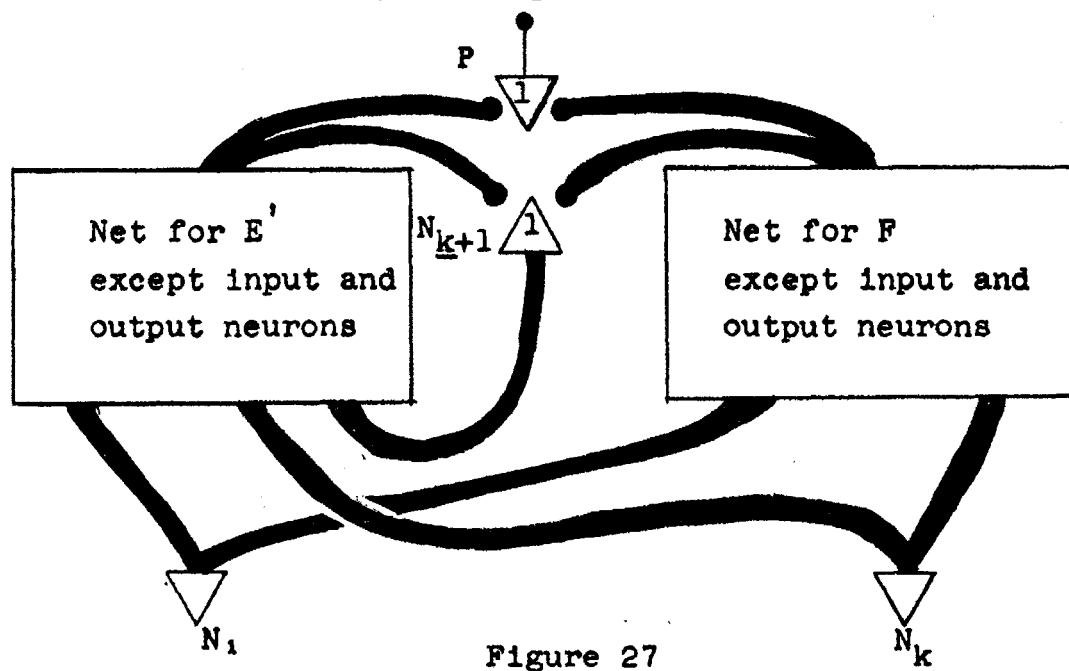 P
1
Net for E'
except input and
output neurons
N_k+1
1
Net for F
except input and
output neurons
N₁
N_k
Figure 27